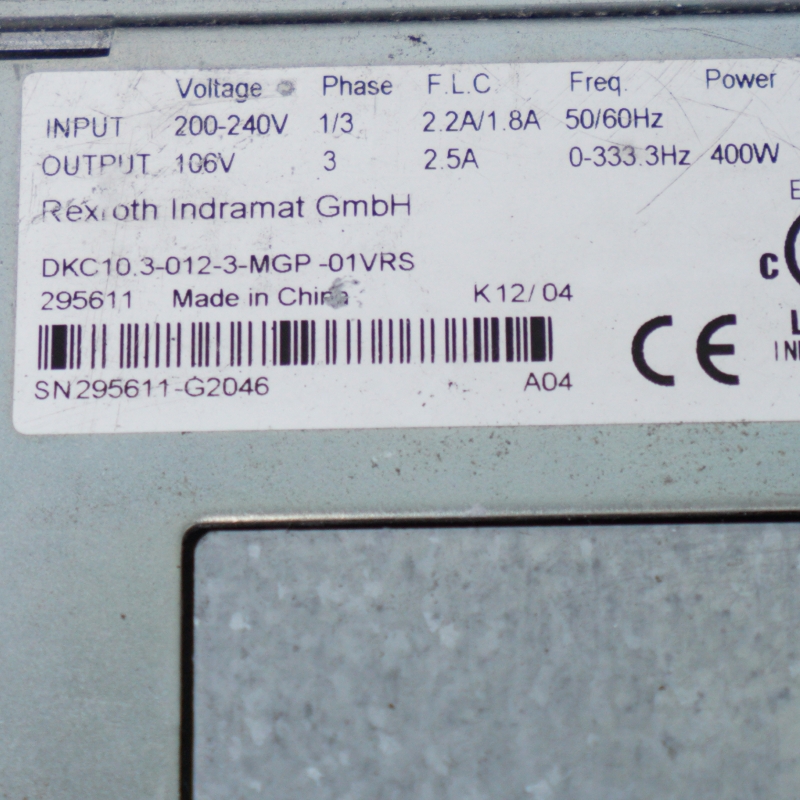 Voltage Phase F.L.C. Freq. Power
INPUT 200-240V 1/3 2.2A/1.8A 50/60Hz
OUTPUT 106V 3 2.5A 0-333.3Hz 400W
Rexroth Indramat GmbH
DKC10.3-012-3-MGP-01VRS
295611 Made in China K12/04
SN295611-G2046 A04
CE